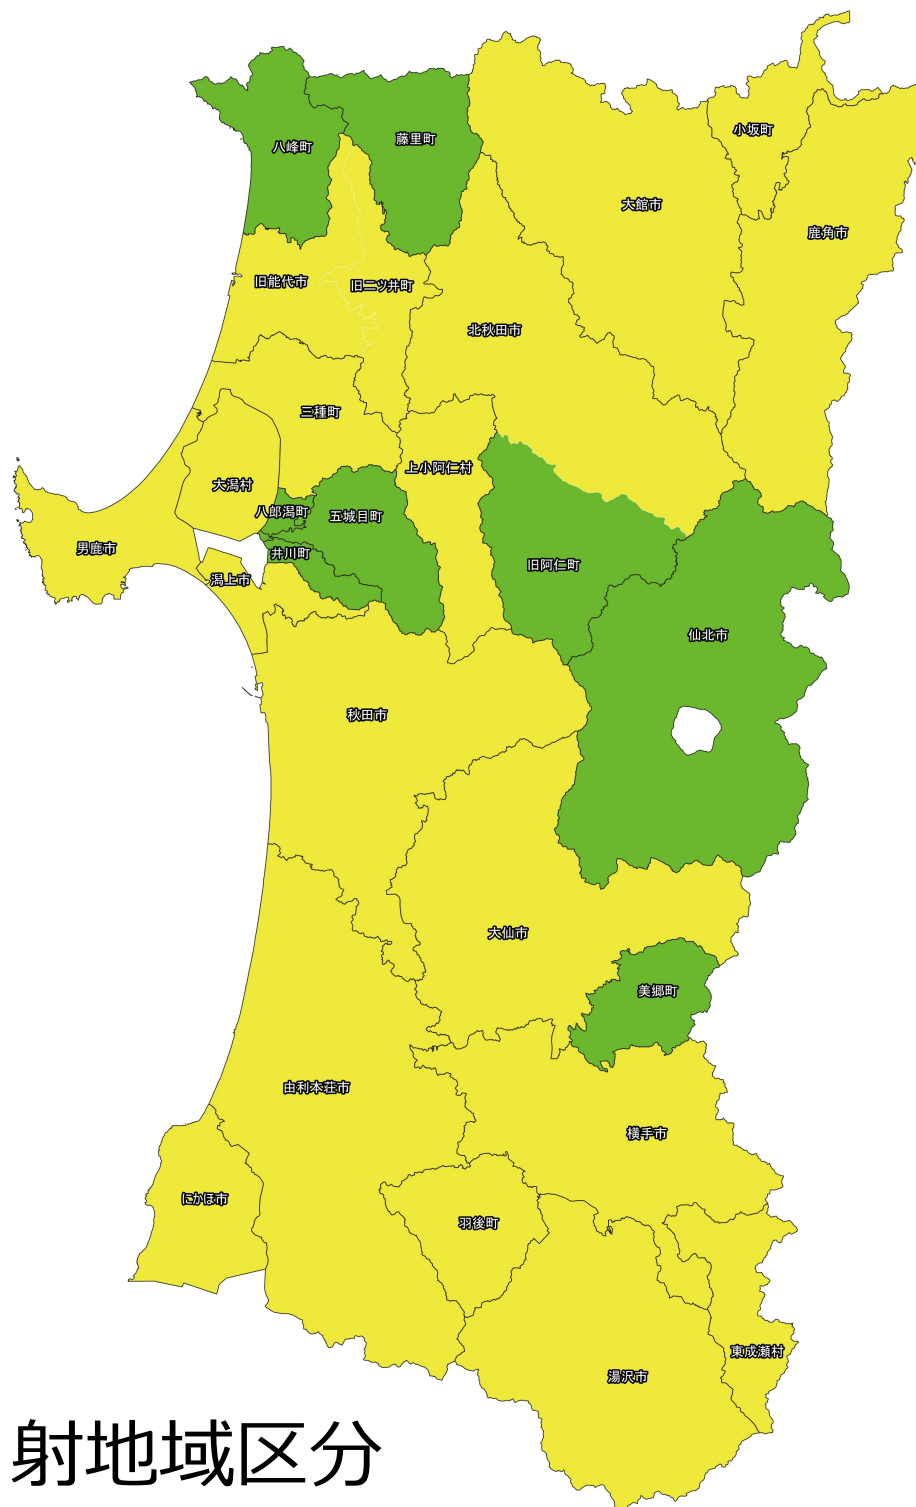 小坂町
藤里町
八峰町
大館市
鹿角市
旧能代市
旧二ツ井町
北秋田市
三種町
上小阿仁村
大潟村
八郎潟町
五城目町
男鹿市
井川町
旧阿仁町
潟上市
仙北市
秋田市
大仙市
美郷町
由利本荘市
横手市
にかほ市
羽後町
東成瀬村
湯沢市
射地域区分